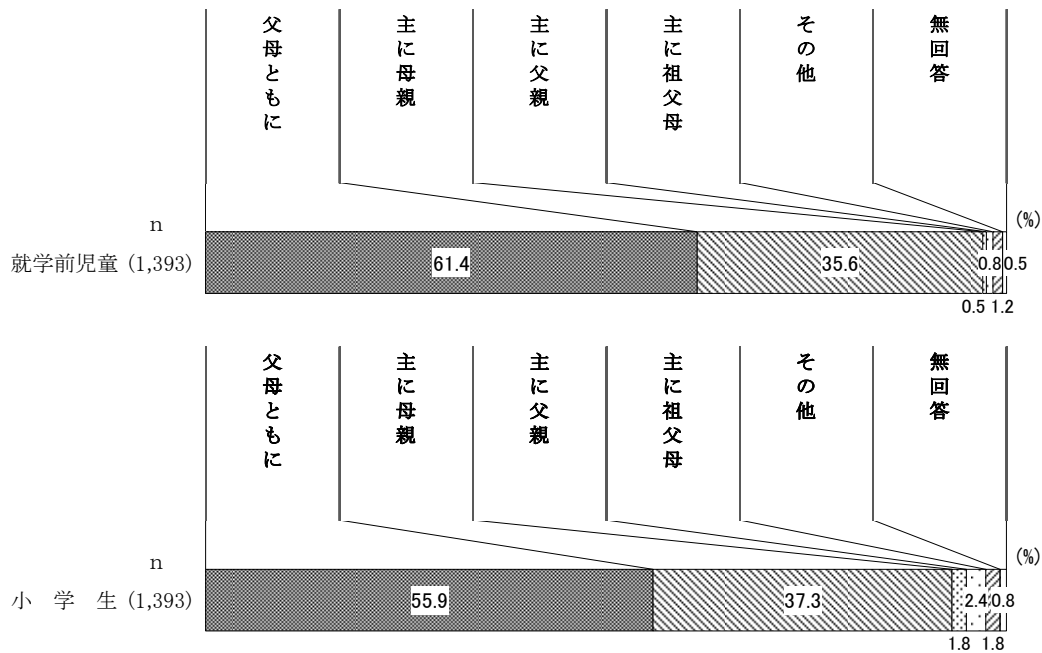 父母ともに
主に母親
主に父親
主に祖父母
その他
無回答
n
(%)
就学前児童 (1,393)
61.4
35.6
0.8
0.5
0.5
1.2
父母ともに
主に母親
主に父親
主に祖父母
その他
無回答
n
(%)
小 学 生 (1,393)
55.9
37.3
2.4
0.8
1.8
1.8